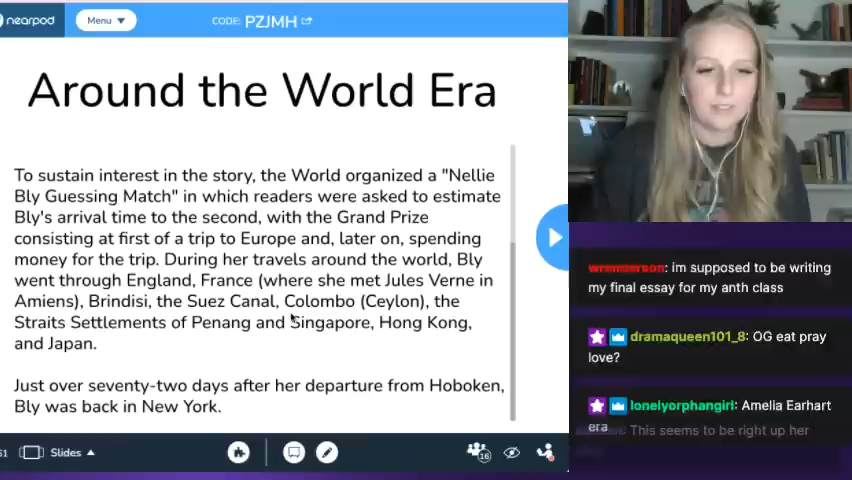 nearpod
Menu
CODE: PZJMH
Around the World Era
To sustain interest in the story, the World organized a "Nellie
Bly Guessing Match" in which readers were asked to estimate
Bly's arrival time to the second, with the Grand Prize
consisting at first of a trip to Europe and, later on, spending
money for the trip. During her travels around the world, Bly
went through England, France (where she met Jules Verne in
Amiens), Brindisi, the Suez Canal, Colombo (Ceylon), the
Straits Settlements of Penang and Singapore, Hong Kong,
and Japan.
Just over seventy-two days after her departure from Hoboken,
Bly was back in New York.
Slides
16
wrenderson: im supposed to be writing
my final essay for my anth class
dramaqueen101_8: OG eat pray
love?
lonelyorphangirl: Amelia Earhart
era
This seems to be right up her